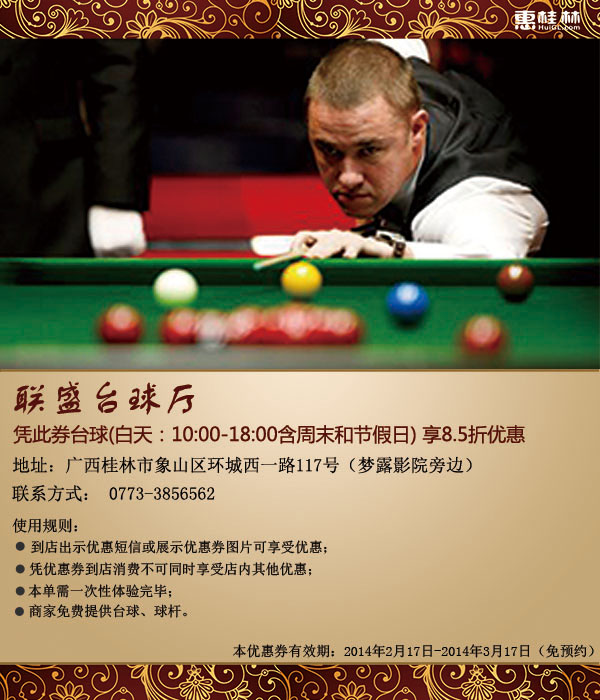 惠桂林
HuiGL.com
联盛台球厅
凭此券台球(白天：10:00-18:00含周末和节假日) 享8.5折优惠
地址：广西桂林市象山区环城西一路117号（梦露影院旁边）
联系方式： 0773-3856562
使用规则：
● 到店出示优惠短信或展示优惠券图片可享受优惠；
● 凭优惠券到店消费不可同时享受店内其他优惠；
● 本单需一次性体验完毕；
● 商家免费提供台球、球杆。
本优惠券有效期：2014年2月17日-2014年3月17日（免预约）